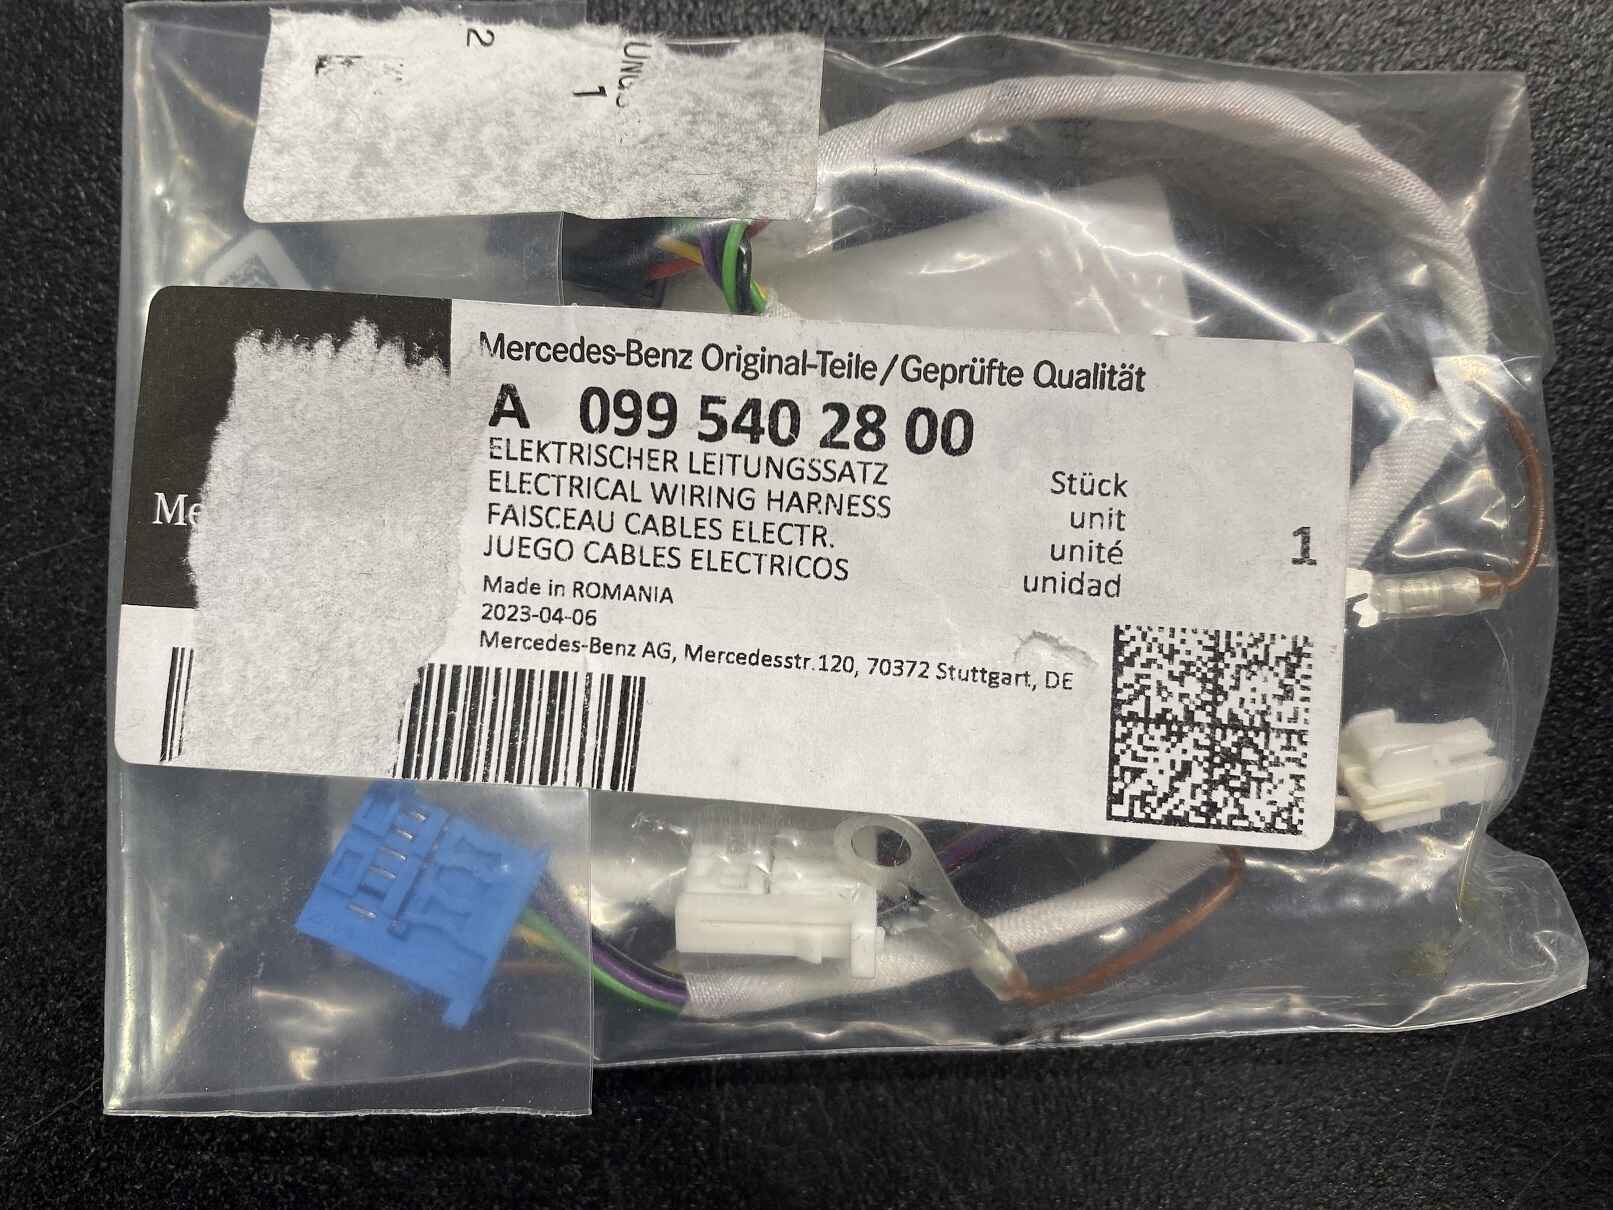 2
1
Mercedes-Benz Original-Teile/Geprüfte Qualität
A 099 540 28 00
ELEKTRISCHER LEITUNGSSATZ
ELECTRICAL WIRING HARNESS
FAISCEAU CABLES ELECTR.
JUEGO CABLES ELECTRICOS
Stück
unit
unité
unidad
1
Made in ROMANIA
2023-04-06
Mercedes-Benz AG, Mercedesstr.120, 70372 Stuttgart, DE
Me